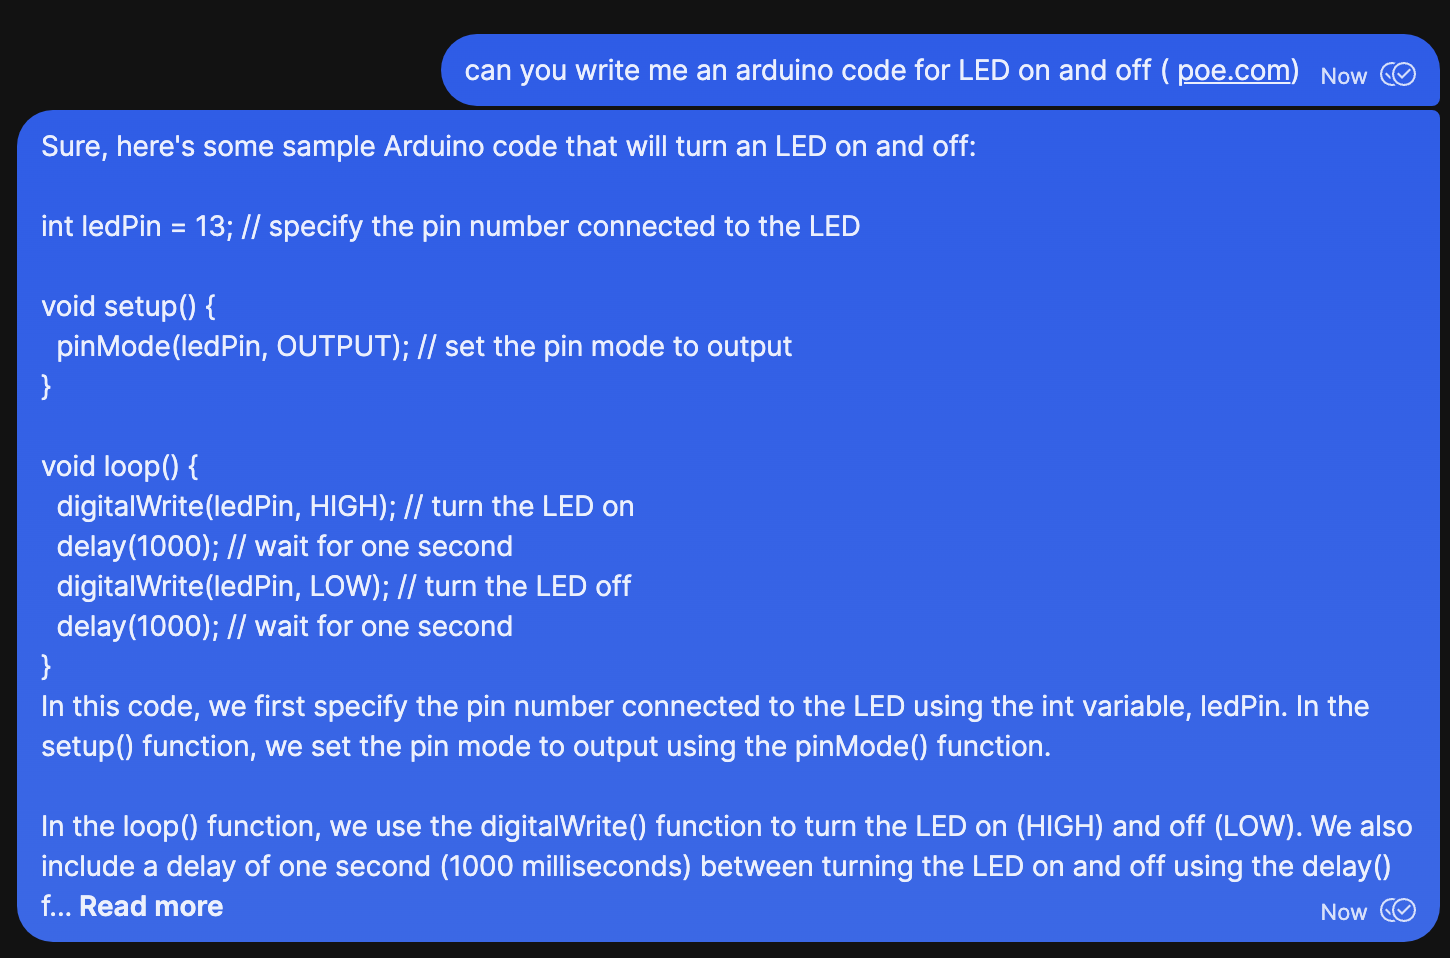 can you write me an arduino code for LED on and off ( poe.com)
Now
Sure, here's some sample Arduino code that will turn an LED on and off:
int ledPin = 13; // specify the pin number connected to the LED
void setup() {
  pinMode(ledPin, OUTPUT); // set the pin mode to output
}
void loop() {
  digitalWrite(ledPin, HIGH); // turn the LED on
  delay(1000); // wait for one second
  digitalWrite(ledPin, LOW); // turn the LED off
  delay(1000); // wait for one second
}
In this code, we first specify the pin number connected to the LED using the int variable, ledPin. In the
setup() function, we set the pin mode to output using the pinMode() function.
In the loop() function, we use the digitalWrite() function to turn the LED on (HIGH) and off (LOW). We also
include a delay of one second (1000 milliseconds) between turning the LED on and off using the delay()
f... Read more
Now